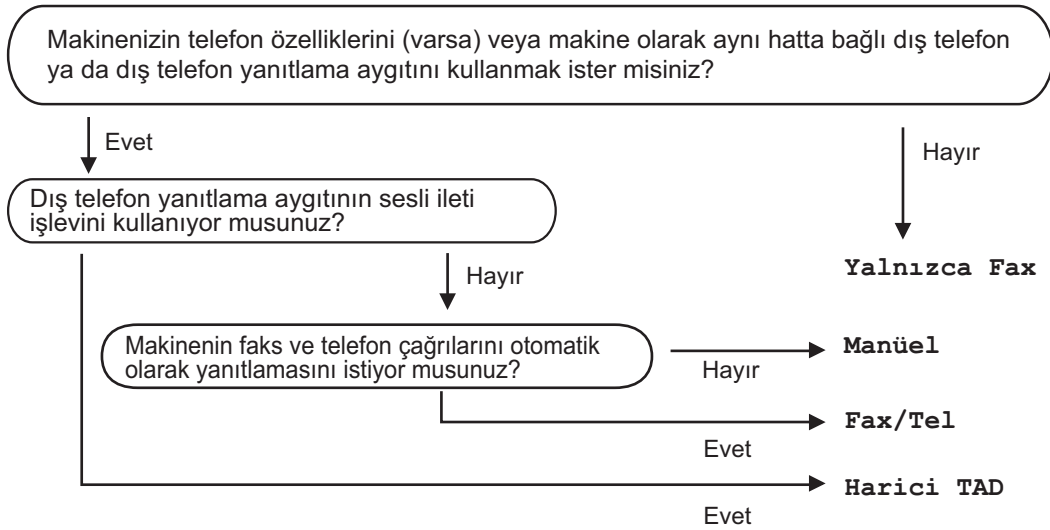 Makinenizin telefon özelliklerini (varsa) veya makine olarak aynı hatta bağlı dış telefon
ya da dış telefon yanıtlama aygıtını kullanmak ister misiniz?
Evet
Hayır
Dış telefon yanıtlama aygıtının sesli ileti
işlevini kullanıyor musunuz?
Hayır
Yalnızca Fax
Makinenin faks ve telefon çağrılarını otomatik
olarak yanıtlamasını istiyor musunuz?
Hayır
Manüel
Evet
Fax/Tel
Evet
Harici TAD